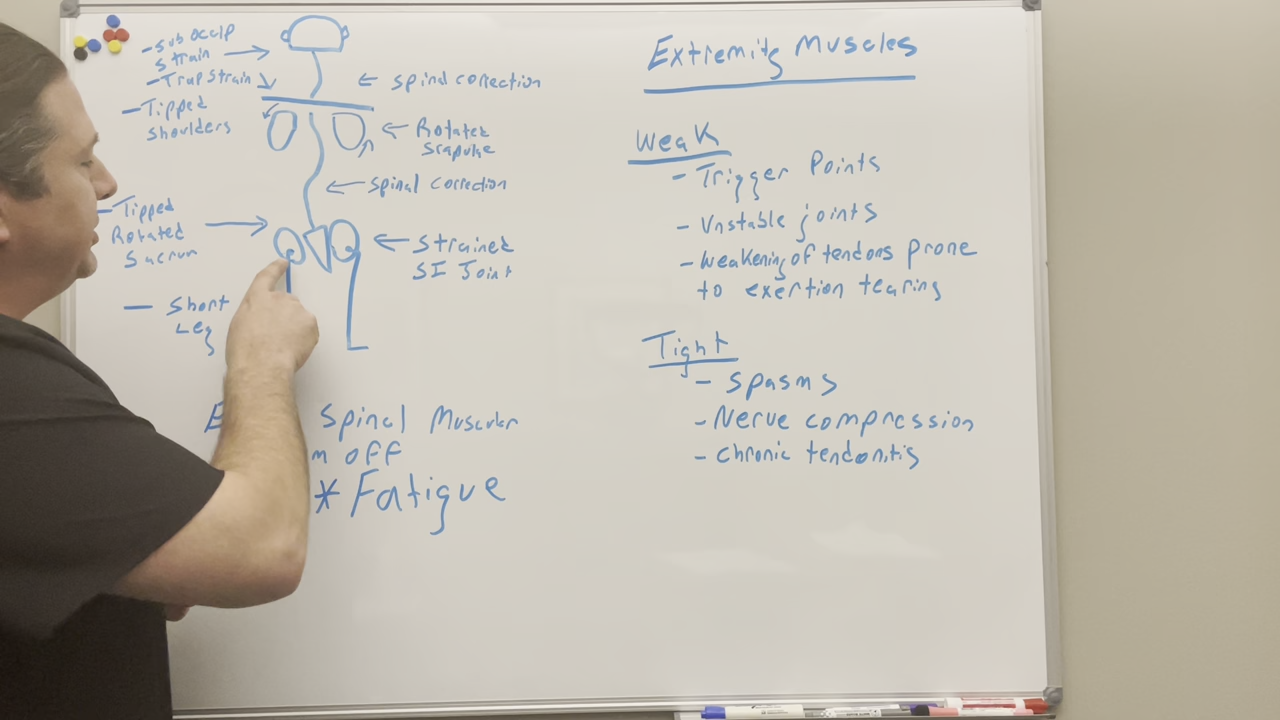 - Sub occip
strain
- Trap strain
- Tipped
shoulders
spinal correction
Rotated
Scapulae
spinal correction
- Tipped
Rotated
Sacrum
Strained
SI Joint
- Short
Leg
E
Spinal Muscular
m off
* Fatigue
Extremity Muscles
Weak
- Trigger Points
- Unstable joints
- weakening of tendons prone
to exertion tearing
Tight
- spasms
- Nerve compression
- chronic tendonitis